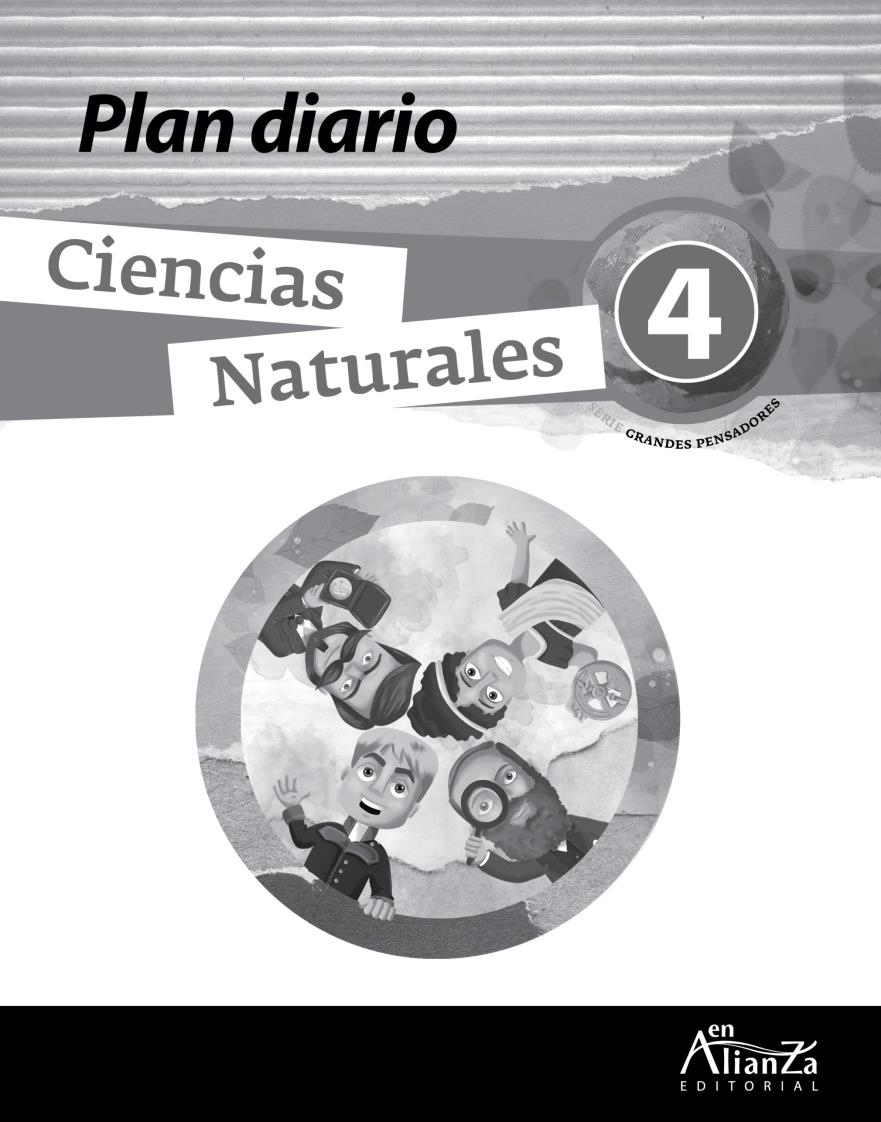 Plan diario
Ciencias
Naturales
4
SERIE GRANDES PENSADORES
en
AlianZa
EDITORIAL